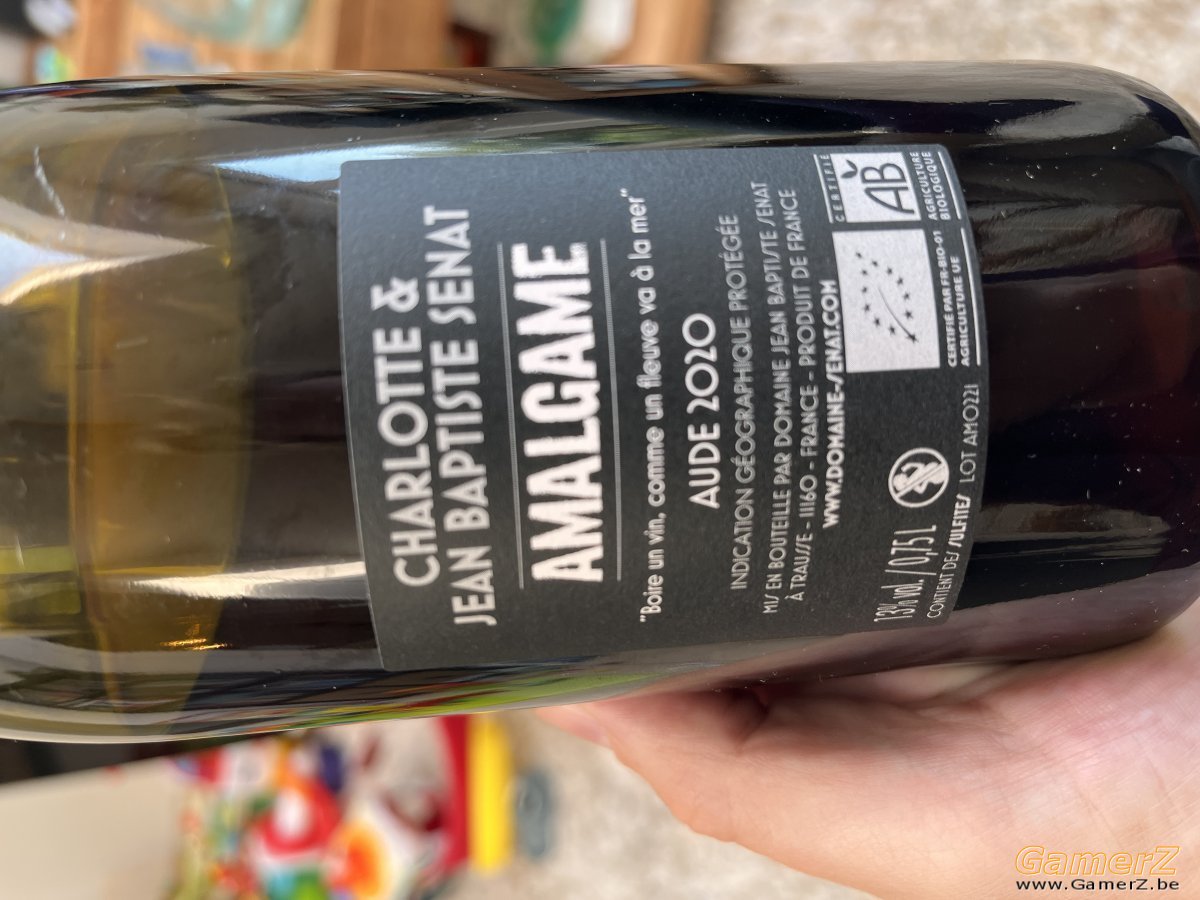 CHARLOTTE &
JEAN BAPTISTE SENAT
AMALGAME
"Boire un vin, comme un fleuve va à la mer"
AUDE 2020
INDICATION GÉOGRAPHIQUE PROTÉGÉE
MIS EN BOUTEILLE PAR DOMAINE JEAN BAPTISTE SENAT
À TRAUSSE - 11160 - FRANCE - PRODUIT DE FRANCE
WWW.DOMAINE-SENAT.COM
CERTIFIÉ
AB
AGRICULTURE
BIOLOGIQUE
CERTIFIÉ PAR FR-BIO-01
AGRICULTURE UE
13% vol. / 0,75 L
CONTIENT DES SULFITES LOT AM0221
GamerZ
www.GamerZ.be